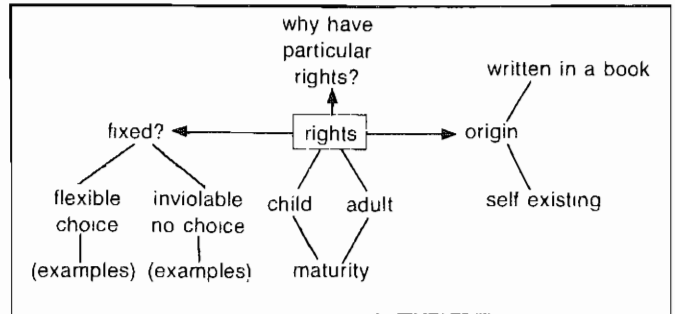 why have
particular
rights?
written in a book
fixed?
rights
origin
flexible
choice
inviolable
no choice
child
adult
self existing
(examples)
(examples)
maturity